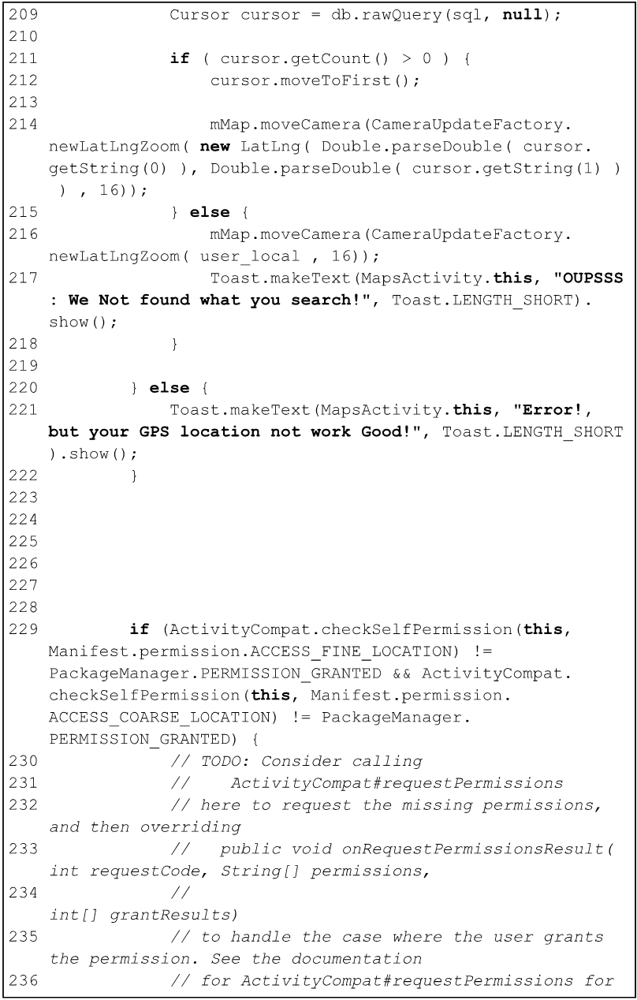 209             Cursor cursor = db.rawQuery(sql, null);
210
211             if ( cursor.getCount() > 0 ) {
212                 cursor.moveToFirst();
213
214                 mMap.moveCamera(CameraUpdateFactory.
newLatLngZoom( new LatLng( Double.parseDouble( cursor.
getString(0) ), Double.parseDouble( cursor.getString(1) )
 ) , 16));
215             } else {
216                 mMap.moveCamera(CameraUpdateFactory.
newLatLngZoom( user_local , 16));
217                 Toast.makeText(MapsActivity.this, "OUPSSS
: We Not found what you search!", Toast.LENGTH_SHORT).
show();
218             }
219
220         } else {
221             Toast.makeText(MapsActivity.this, "Error!,
but your GPS location not work Good!", Toast.LENGTH_SHORT
).show();
222         }
223
224
225
226
227
228
229         if (ActivityCompat.checkSelfPermission(this,
Manifest.permission.ACCESS_FINE_LOCATION) !=
PackageManager.PERMISSION_GRANTED && ActivityCompat.
checkSelfPermission(this, Manifest.permission.
ACCESS_COARSE_LOCATION) != PackageManager.
PERMISSION_GRANTED) {
230             // TODO: Consider calling
231             //    ActivityCompat#requestPermissions
232             // here to request the missing permissions,
and then overriding
233             //   public void onRequestPermissionsResult(
int requestCode, String[] permissions,
234             //
int[] grantResults)
235             // to handle the case where the user grants
the permission. See the documentation
236             // for ActivityCompat#requestPermissions for